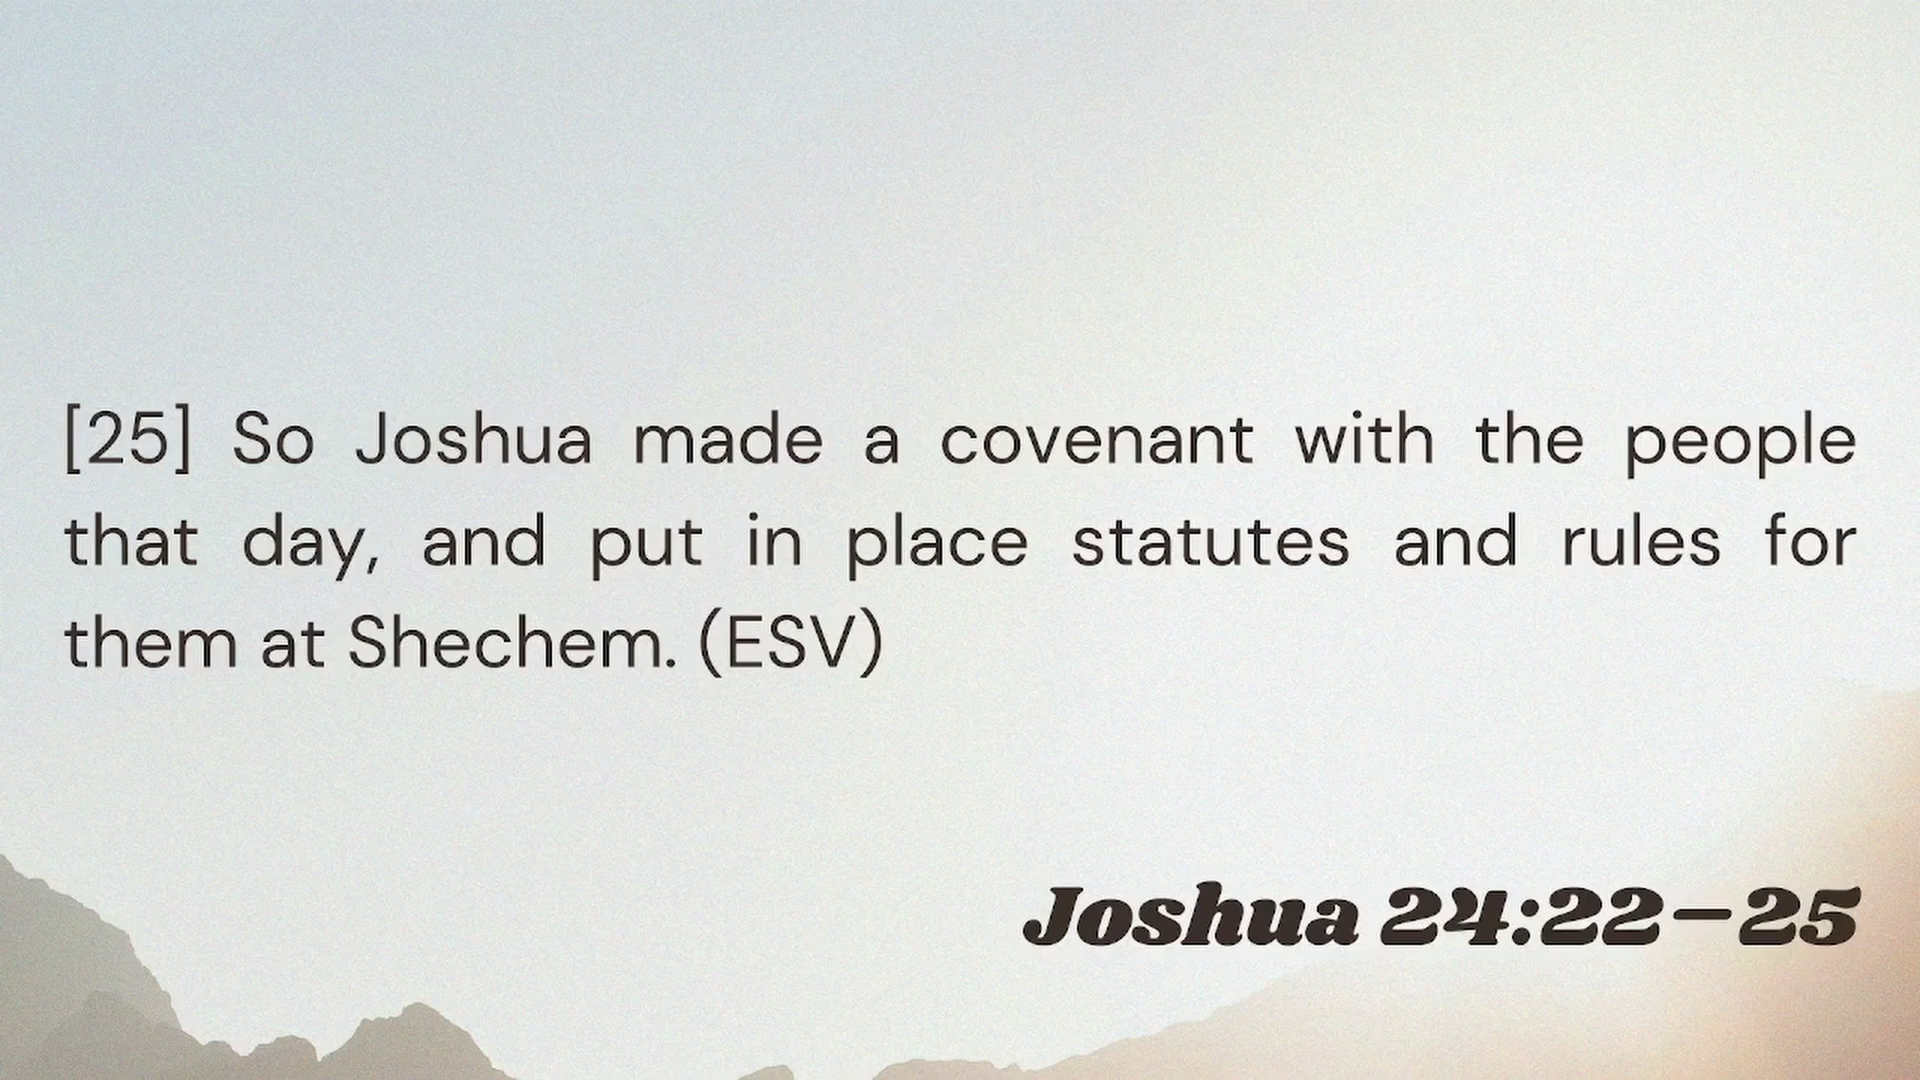 [25] So Joshua made a covenant with the people
that day, and put in place statutes and rules for
them at Shechem. (ESV)
Joshua 24:22–25